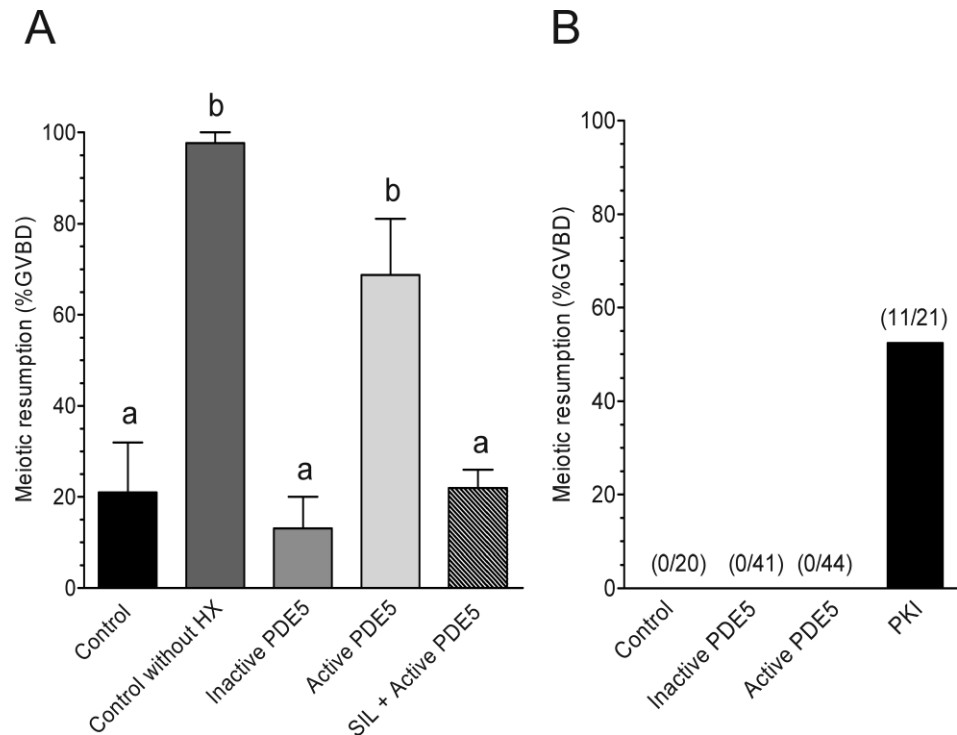 A
Meiotic resumption (%GVBD)
100
80
60
40
20
0
a
b
a
b
a
Control
Control without HX
Inactive PDE5
Active PDE5
SIL + Active PDE5
B
Meiotic resumption (%GVBD)
100
80
60
40
20
0
(0/20)
(0/41)
(0/44)
(11/21)
Control
Inactive PDE5
Active PDE5
PKI